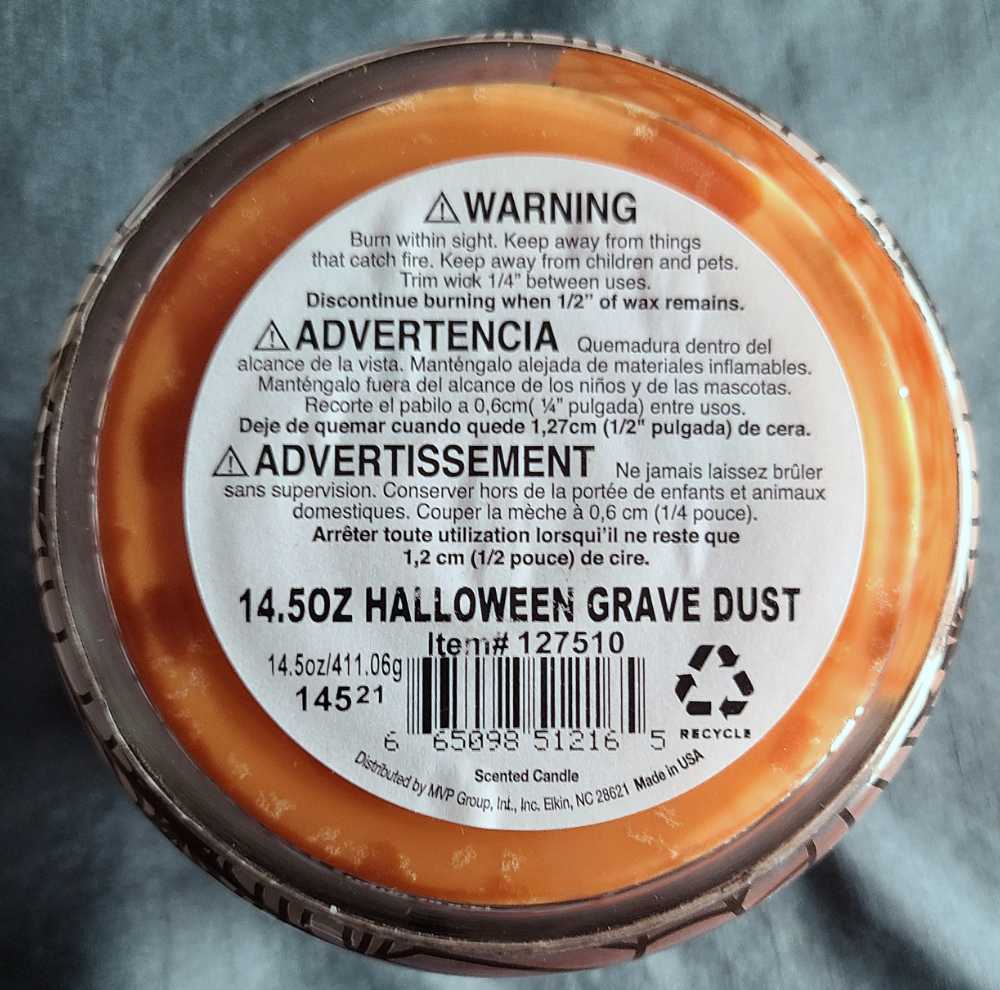 ⚠ WARNING
Burn within sight. Keep away from things
that catch fire. Keep away from children and pets.
Trim wick 1/4" between uses.
Discontinue burning when 1/2" of wax remains.
⚠ ADVERTENCIA Quemadura dentro del
alcance de la vista. Manténgalo alejada de materiales inflamables.
Manténgalo fuera del alcance de los niños y de las mascotas.
Recorte el pabilo a 0,6cm( ¼" pulgada) entre usos.
Deje de quemar cuando quede 1,27cm (1/2" pulgada) de cera.
⚠ ADVERTISSEMENT Ne jamais laissez brûler
sans supervision. Conserver hors de la portée de enfants et animaux
domestiques. Couper la mèche à 0,6 cm (1/4 pouce).
Arrêter toute utilization lorsqu'il ne reste que
1,2 cm (1/2 pouce) de cire.
14.5OZ HALLOWEEN GRAVE DUST
Item# 127510
14.5oz/411.06g
14521
6 65098 51216 5
RECYCLE
Scented Candle
Distributed by MVP Group, Int., Inc. Elkin, NC 28621 Made in USA